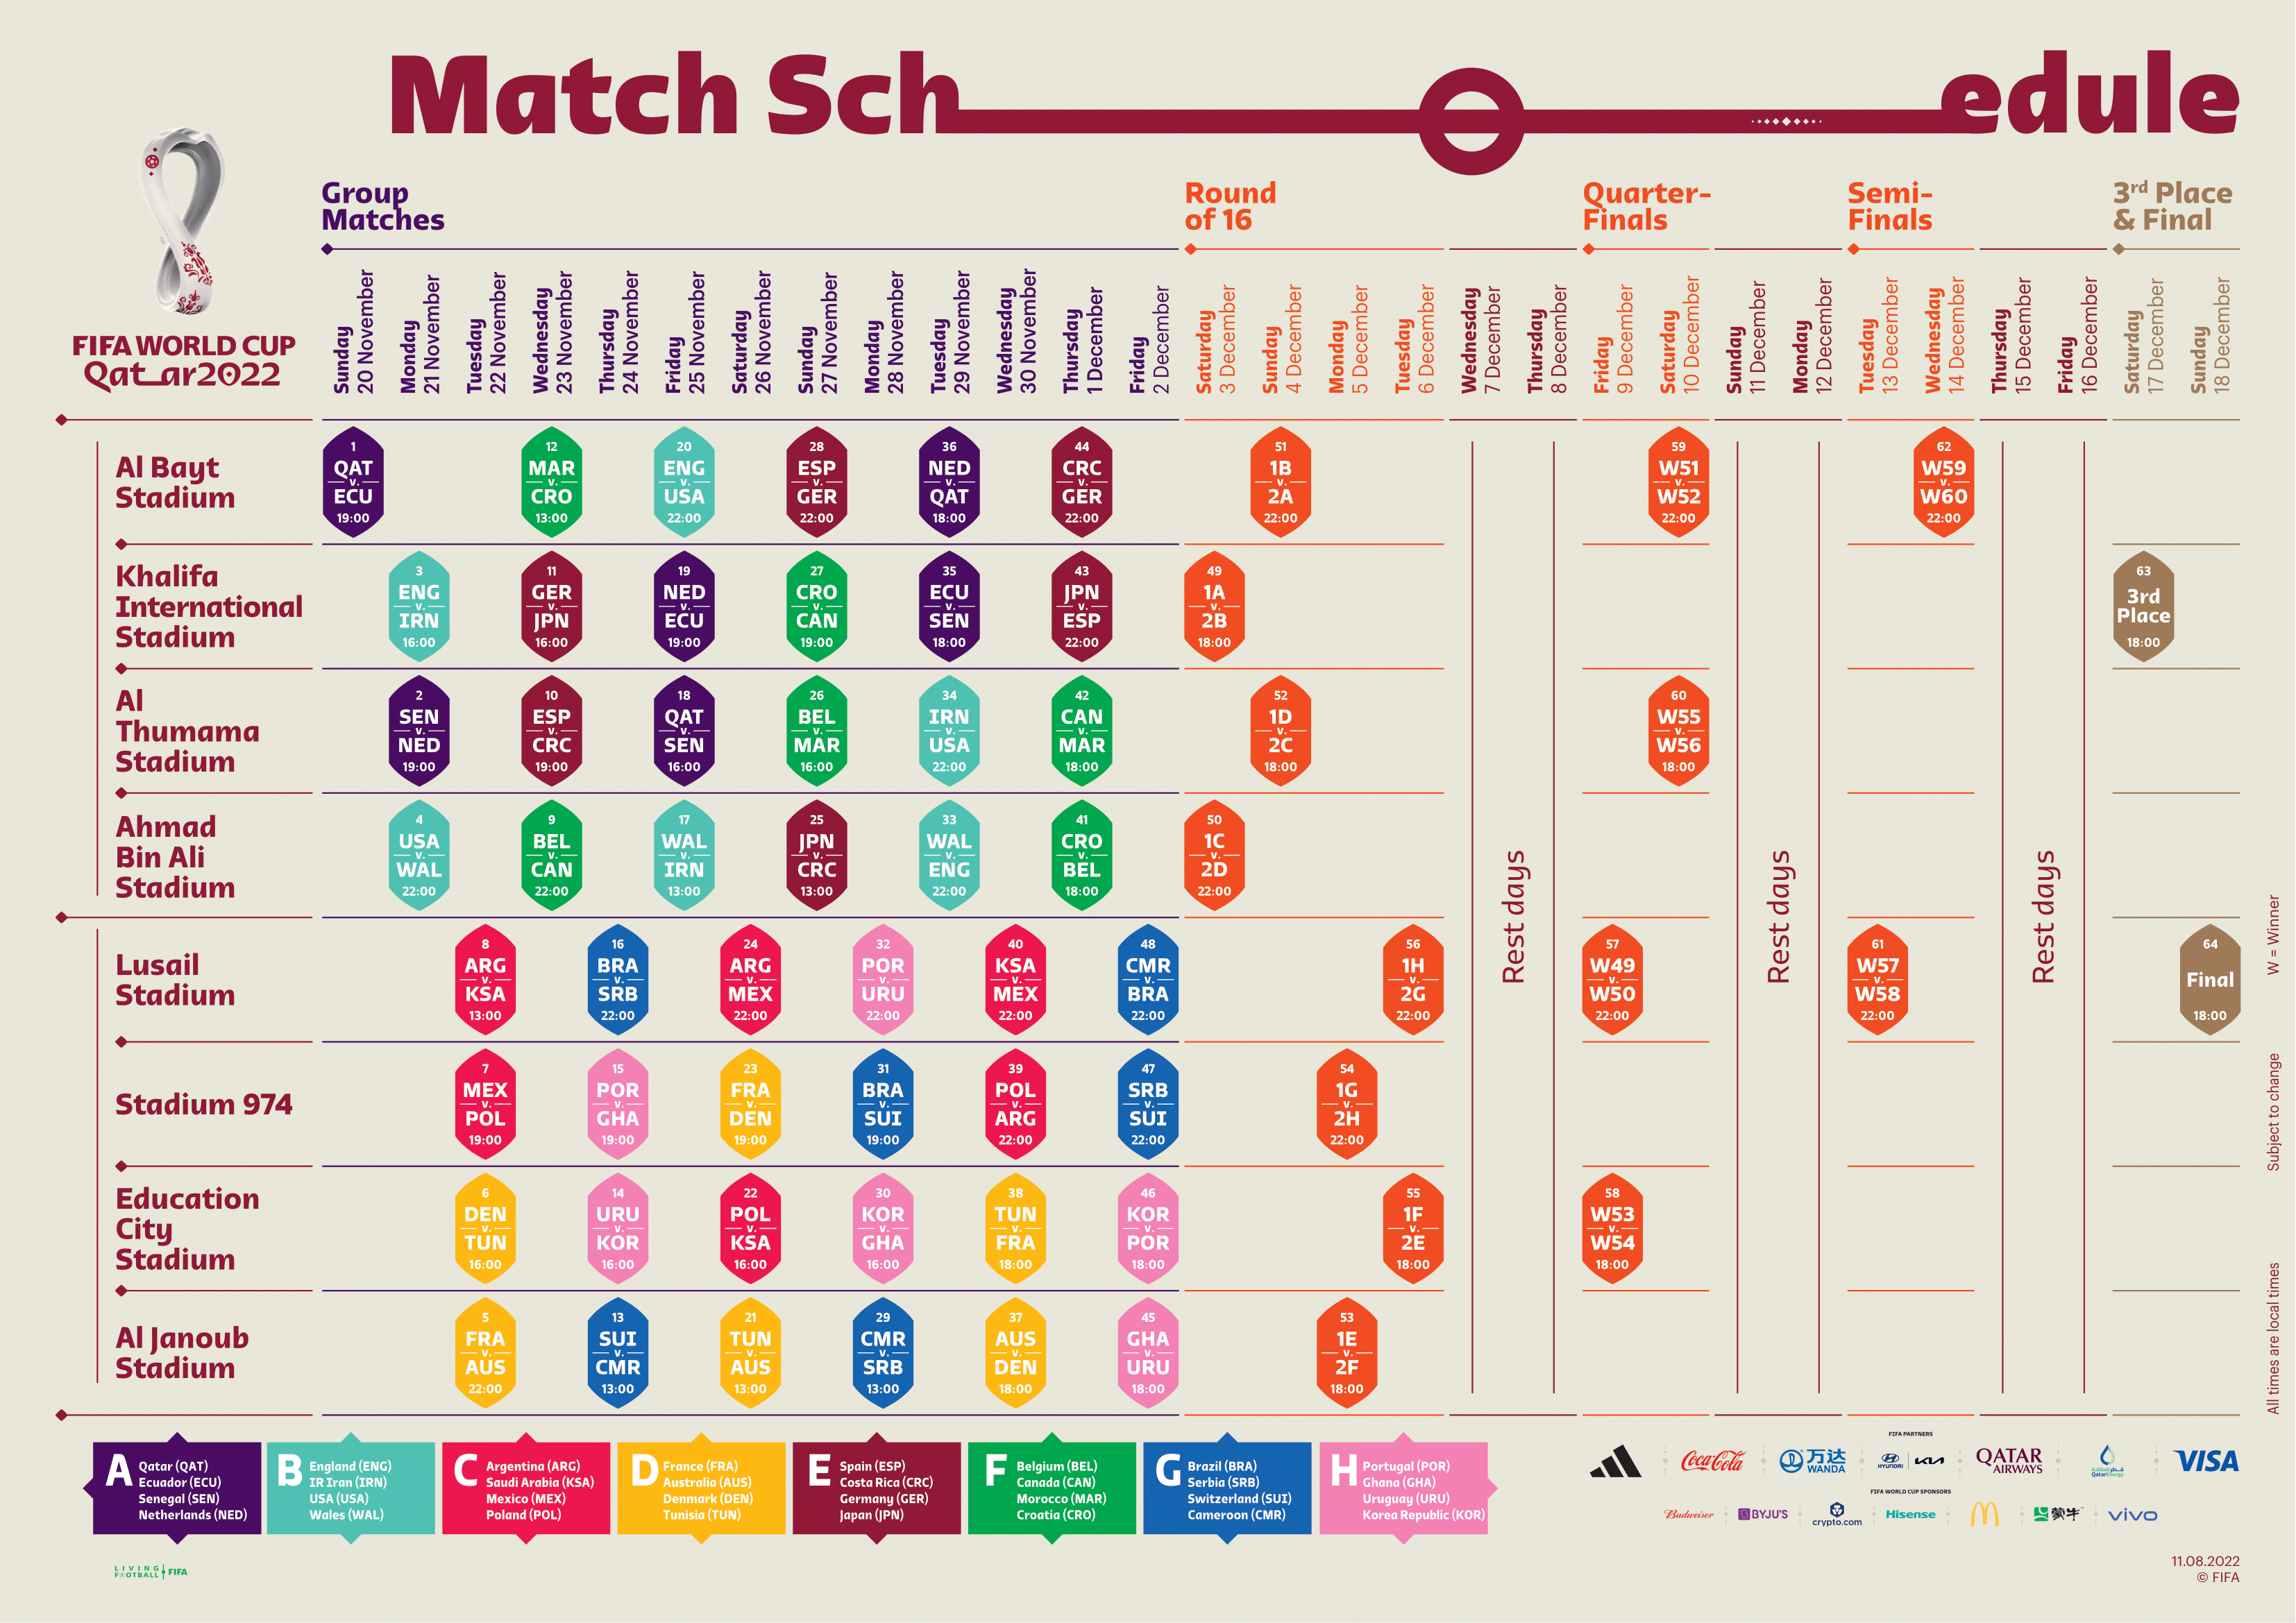 Match Schedule
FIFA WORLD CUP
Qatar2022
Group
Matches
Round
of 16
Quarter-
Finals
Semi-
Finals
3rd Place
& Final
Sunday
20 November
Monday
21 November
Tuesday
22 November
Wednesday
23 November
Thursday
24 November
Friday
25 November
Saturday
26 November
Sunday
27 November
Monday
28 November
Tuesday
29 November
Wednesday
30 November
Thursday
1 December
Friday
2 December
Saturday
3 December
Sunday
4 December
Monday
5 December
Tuesday
6 December
Wednesday
7 December
Thursday
8 December
Friday
9 December
Saturday
10 December
Sunday
11 December
Monday
12 December
Tuesday
13 December
Wednesday
14 December
Thursday
15 December
Friday
16 December
Saturday
17 December
Sunday
18 December
Al Bayt
Stadium
1
QAT
v.
ECU
19:00
12
MAR
v.
CRO
13:00
20
ENG
v.
USA
22:00
28
ESP
v.
GER
22:00
36
NED
v.
QAT
18:00
44
CRC
v.
GER
22:00
51
1B
v.
2A
22:00
59
W51
v.
W52
22:00
62
W59
v.
W60
22:00
Khalifa
International
Stadium
3
ENG
v.
IRN
16:00
11
GER
v.
JPN
16:00
19
NED
v.
ECU
19:00
27
CRO
v.
CAN
19:00
35
ECU
v.
SEN
18:00
43
JPN
v.
ESP
22:00
49
1A
v.
2B
18:00
63
3rd
Place
18:00
Al
Thumama
Stadium
2
SEN
v.
NED
19:00
10
ESP
v.
CRC
19:00
18
QAT
v.
SEN
16:00
26
BEL
v.
MAR
16:00
34
IRN
v.
USA
22:00
42
CAN
v.
MAR
18:00
52
1D
v.
2C
18:00
60
W55
v.
W56
18:00
Ahmad
Bin Ali
Stadium
4
USA
v.
WAL
22:00
9
BEL
v.
CAN
22:00
17
WAL
v.
IRN
13:00
25
JPN
v.
CRC
13:00
33
WAL
v.
ENG
22:00
41
CRO
v.
BEL
18:00
50
1C
v.
2D
22:00
Lusail
Stadium
8
ARG
v.
KSA
13:00
16
BRA
v.
SRB
22:00
24
ARG
v.
MEX
22:00
32
POR
v.
URU
22:00
40
KSA
v.
MEX
22:00
48
CMR
v.
BRA
22:00
56
1H
v.
2G
22:00
57
W49
v.
W50
22:00
61
W57
v.
W58
22:00
64
Final
18:00
Stadium 974
7
MEX
v.
POL
19:00
15
POR
v.
GHA
19:00
23
FRA
v.
DEN
19:00
31
BRA
v.
SUI
19:00
39
POL
v.
ARG
22:00
47
SRB
v.
SUI
22:00
54
1G
v.
2H
22:00
Education
City
Stadium
6
DEN
v.
TUN
16:00
14
URU
v.
KOR
16:00
22
POL
v.
KSA
16:00
30
KOR
v.
GHA
16:00
38
TUN
v.
FRA
18:00
46
KOR
v.
POR
18:00
55
1F
v.
2E
18:00
58
W53
v.
W54
18:00
Al Janoub
Stadium
5
FRA
v.
AUS
22:00
13
SUI
v.
CMR
13:00
21
TUN
v.
AUS
13:00
29
CMR
v.
SRB
13:00
37
AUS
v.
DEN
18:00
45
GHA
v.
URU
18:00
53
1E
v.
2F
18:00
Rest days
Rest days
Rest days
W = Winner
Subject to change
All times are local times
A
Qatar (QAT)
Ecuador (ECU)
Senegal (SEN)
Netherlands (NED)
B
England (ENG)
IR Iran (IRN)
USA (USA)
Wales (WAL)
C
Argentina (ARG)
Saudi Arabia (KSA)
Mexico (MEX)
Poland (POL)
D
France (FRA)
Australia (AUS)
Denmark (DEN)
Tunisia (TUN)
E
Spain (ESP)
Costa Rica (CRC)
Germany (GER)
Japan (JPN)
F
Belgium (BEL)
Canada (CAN)
Morocco (MAR)
Croatia (CRO)
G
Brazil (BRA)
Serbia (SRB)
Switzerland (SUI)
Cameroon (CMR)
H
Portugal (POR)
Ghana (GHA)
Uruguay (URU)
Korea Republic (KOR)
FIFA PARTNERS
Coca-Cola
万达
WANDA
HYUNDAI
KIA
QATAR
AIRWAYS
QatarEnergy
VISA
FIFA WORLD CUP SPONSORS
Budweiser
BYJU'S
crypto.com
Hisense
蒙牛
vivo
LIVING
FOOTBALL
FIFA
11.08.2022
© FIFA